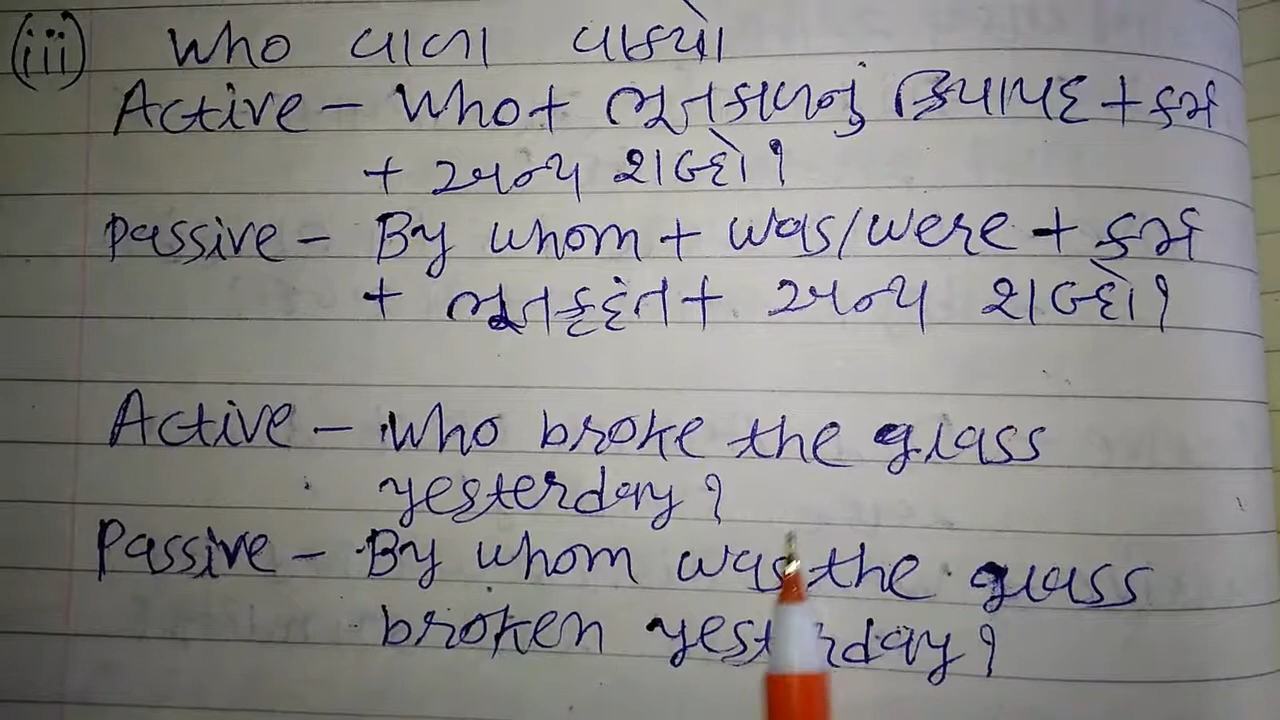 (iii) Who વાળા વાક્યો
Active – Who + ભૂતકાળનું ક્રિયાપદ + કર્મ
+ અન્ય શબ્દો?
Passive – By whom + was/were + કર્મ
+ ભૂતકૃદંત + અન્ય શબ્દો?
Active – Who broke the glass
yesterday?
Passive – By whom was the glass
broken yesterday?